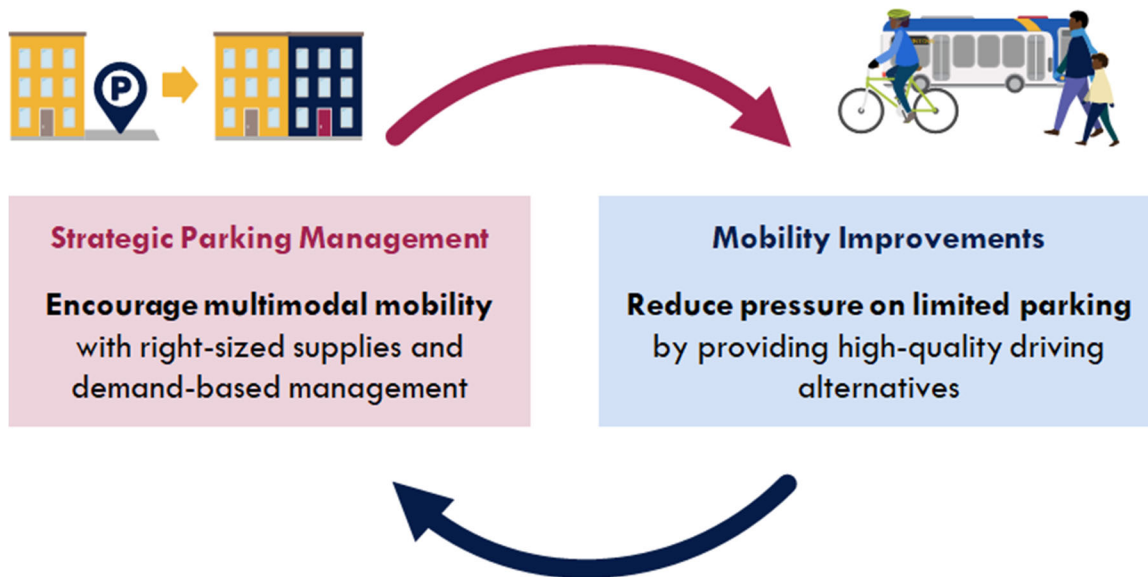 P
Strategic Parking Management
Encourage multimodal mobility
with right-sized supplies and
demand-based management
Mobility Improvements
Reduce pressure on limited parking
by providing high-quality driving
alternatives